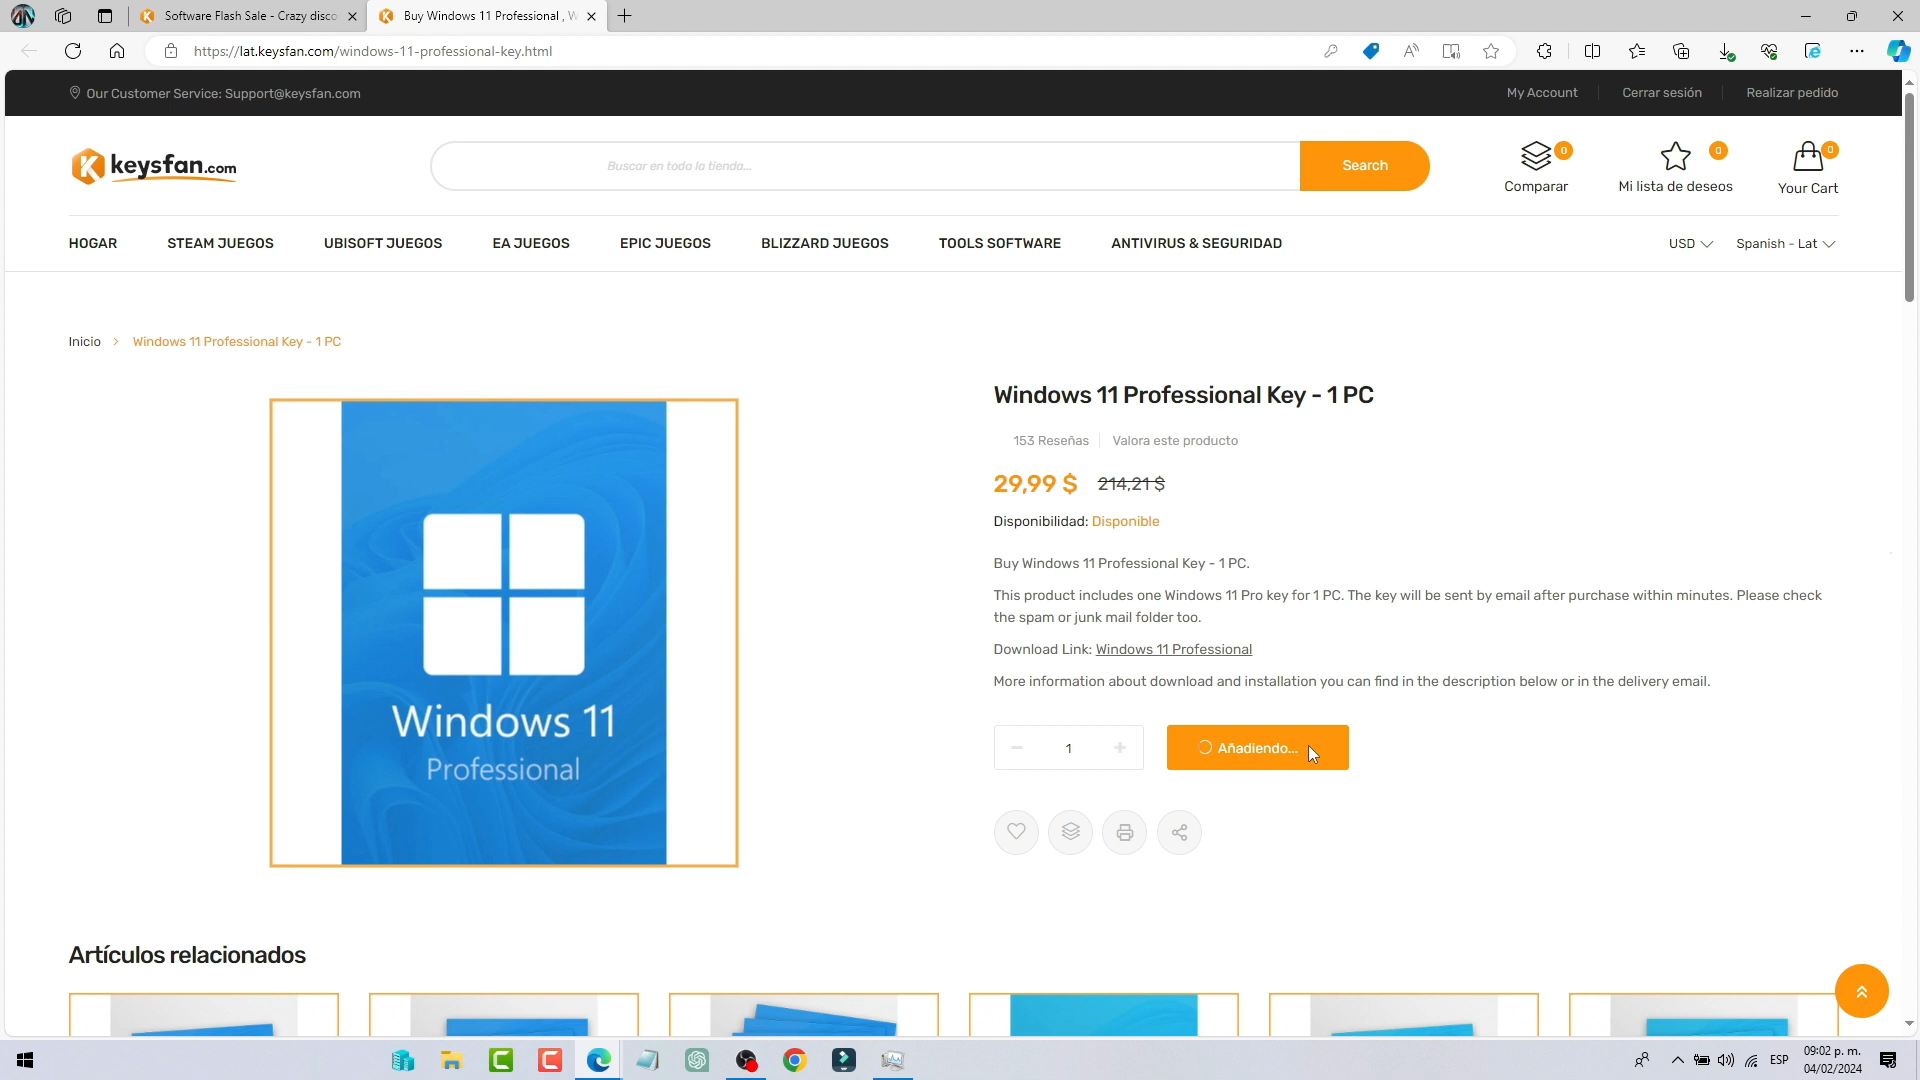 Software Flash Sale - Crazy disco
Buy Windows 11 Professional , W
https://lat.keysfan.com/windows-11-professional-key.html
Our Customer Service: Support@keysfan.com
My Account
Cerrar sesión
Realizar pedido
keysfan.com
Buscar en toda la tienda...
Search
0
Comparar
0
Mi lista de deseos
0
Your Cart
HOGAR
STEAM JUEGOS
UBISOFT JUEGOS
EA JUEGOS
EPIC JUEGOS
BLIZZARD JUEGOS
TOOLS SOFTWARE
ANTIVIRUS & SEGURIDAD
USD
Spanish - Lat
Inicio > Windows 11 Professional Key - 1 PC
Windows 11
Professional
Windows 11 Professional Key - 1 PC
153 Reseñas
Valora este producto
29,99 $ 214,21 $
Disponibilidad: Disponible
Buy Windows 11 Professional Key - 1 PC.
This product includes one Windows 11 Pro key for 1 PC. The key will be sent by email after purchase within minutes. Please check
the spam or junk mail folder too.
Download Link: Windows 11 Professional
More information about download and installation you can find in the description below or in the delivery email.
1
Añadiendo...
Artículos relacionados
ESP
09:02 p. m.
04/02/2024